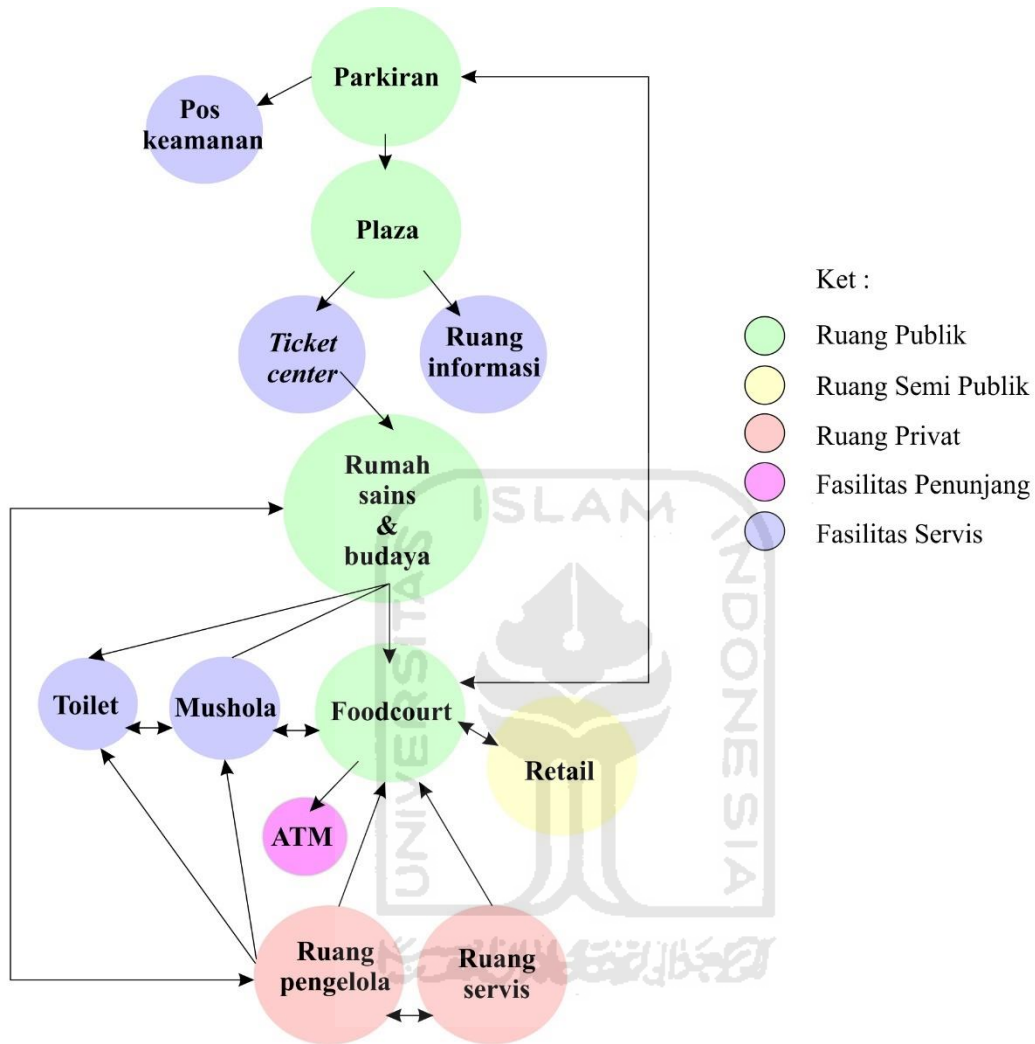 Parkiran
Pos
keamanan
Plaza
Ticket
center
Ruang
informasi
Rumah
sains
&
budaya
Toilet
Mushola
Foodcourt
Retail
ATM
Ruang
pengelola
Ruang
servis
Ket :
Ruang Publik
Ruang Semi Publik
Ruang Privat
Fasilitas Penunjang
Fasilitas Servis
UNIVERSITAS
ISLAM
INDONESIA